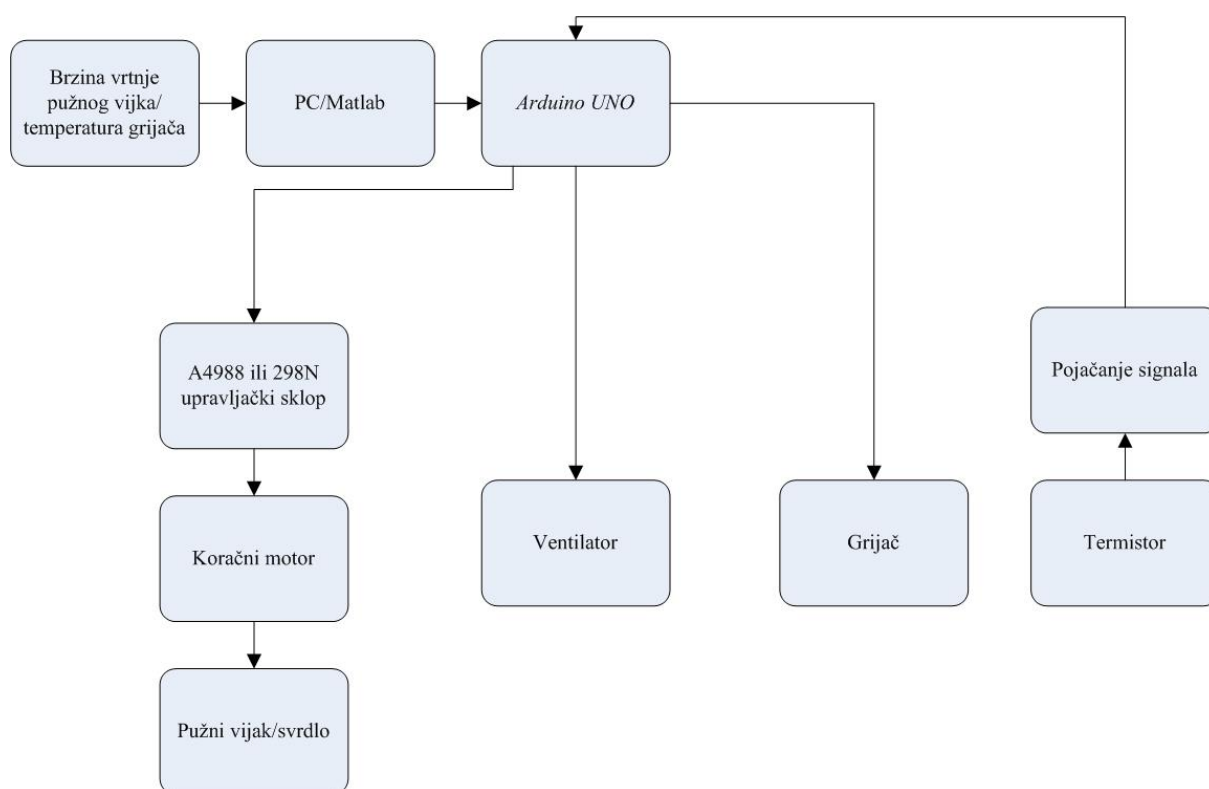 Brzina vrtnje
pužnog vijka/
temperatura grijača
PC/Matlab
Arduino UNO
A4988 ili 298N
upravljački sklop
Pojačanje signala
Koračni motor
Ventilator
Grijač
Termistor
Pužni vijak/svrdlo